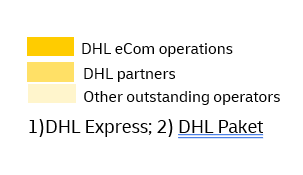 DHL eCom operations
DHL partners
Other outstanding operators
1)DHL Express; 2) DHL Paket